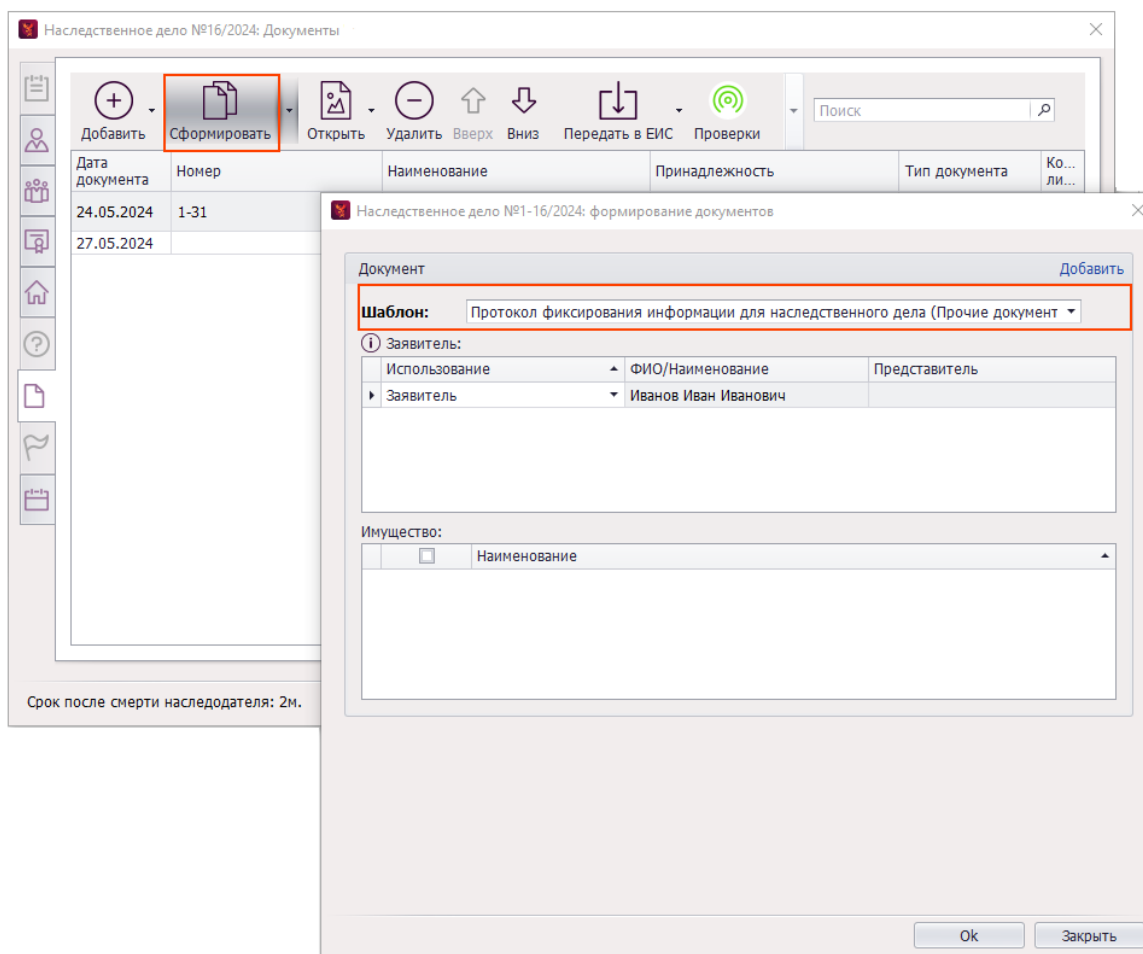 Наследственное дело №16/2024: Документы
Добавить Сформировать Открыть Удалить Вверх Вниз Передать в ЕИС Проверки Поиск
Дата документа Номер Наименование Принадлежность Тип документа Ко... ли...
24.05.2024 1-31
27.05.2024
Срок после смерти наследодателя: 2м.
Наследственное дело №1-16/2024: формирование документов
Документ Добавить
Шаблон: Протокол фиксирования информации для наследственного дела (Прочие документ
Заявитель:
Использование ФИО/Наименование Представитель
Заявитель Иванов Иван Иванович
Имущество:
Наименование
Ok Закрыть